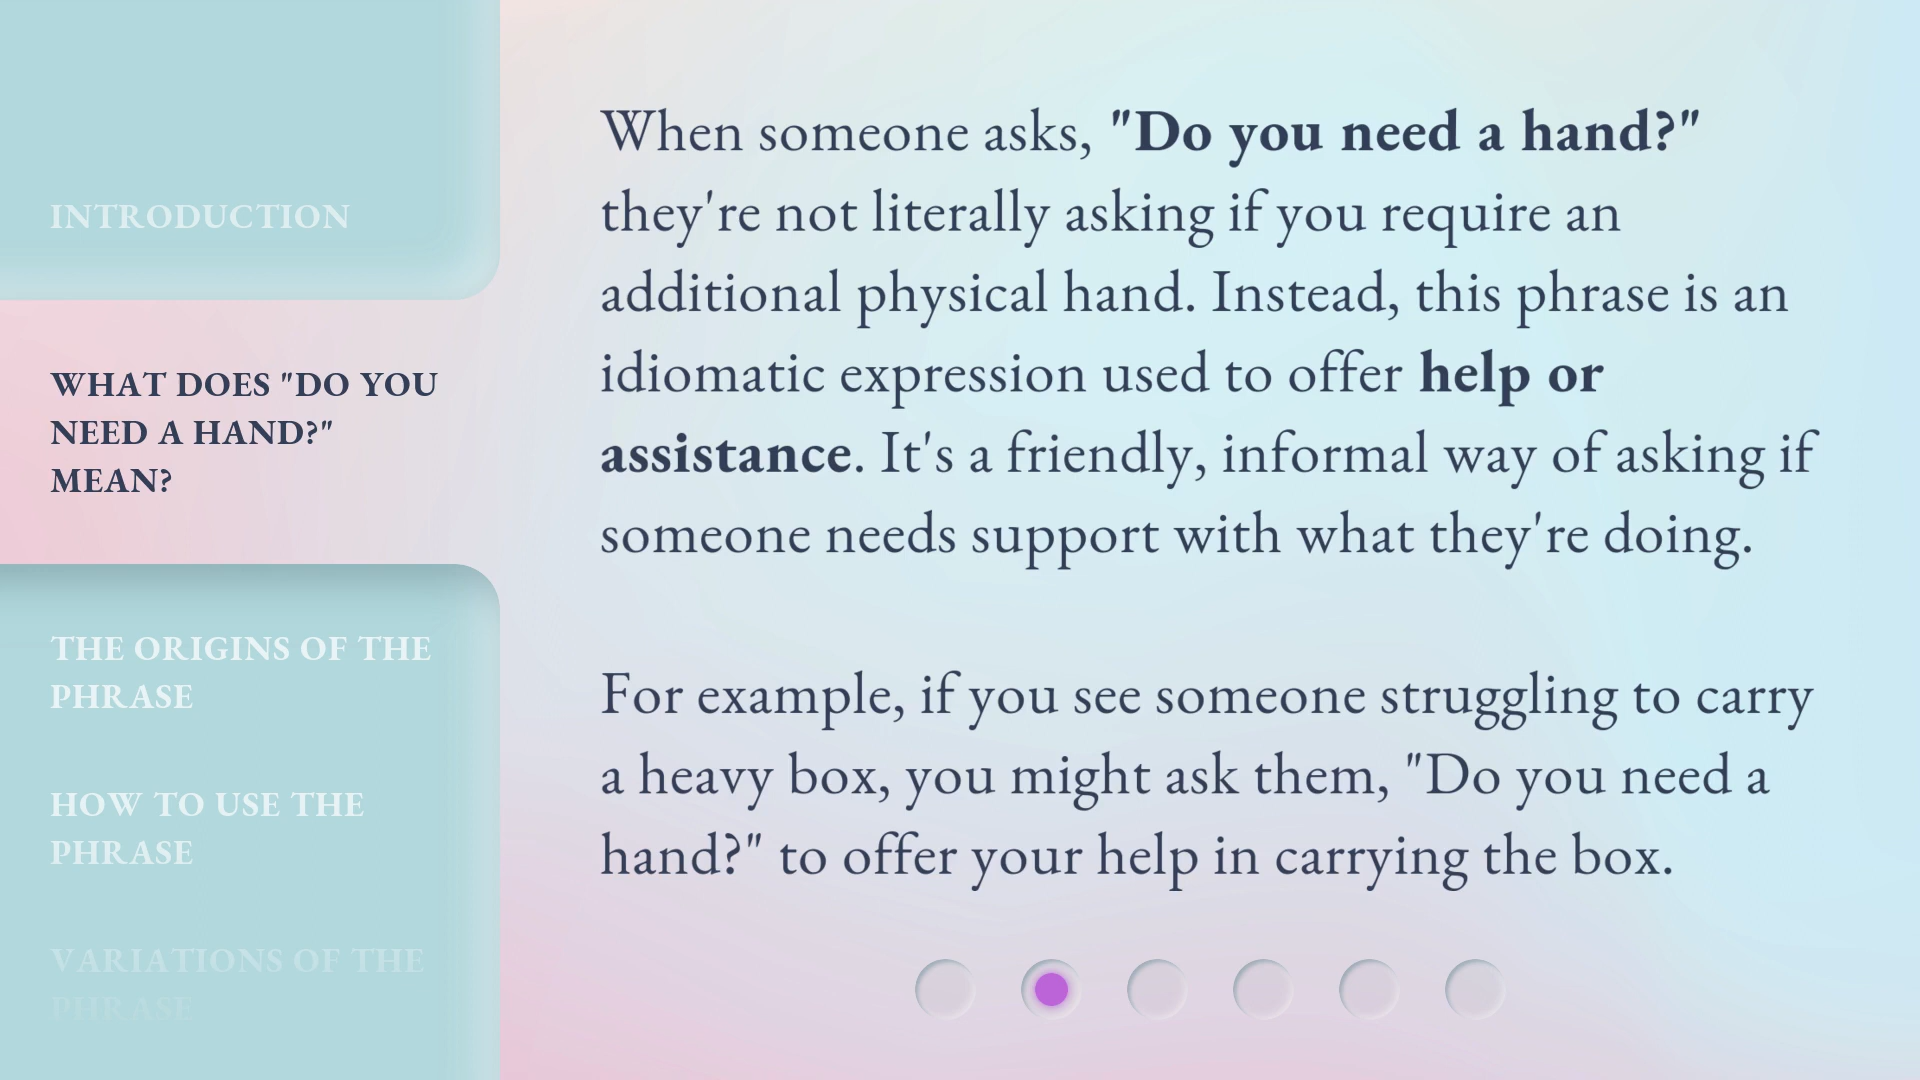 INTRODUCTION
WHAT DOES "DO YOU
NEED A HAND?"
MEAN?
THE ORIGINS OF THE
PHRASE
HOW TO USE THE
PHRASE
VARIATIONS OF THE
PHRASE
When someone asks, "Do you need a hand?"
they're not literally asking if you require an
additional physical hand. Instead, this phrase is an
idiomatic expression used to offer help or
assistance. It's a friendly, informal way of asking if
someone needs support with what they're doing.
For example, if you see someone struggling to carry
a heavy box, you might ask them, "Do you need a
hand?" to offer your help in carrying the box.